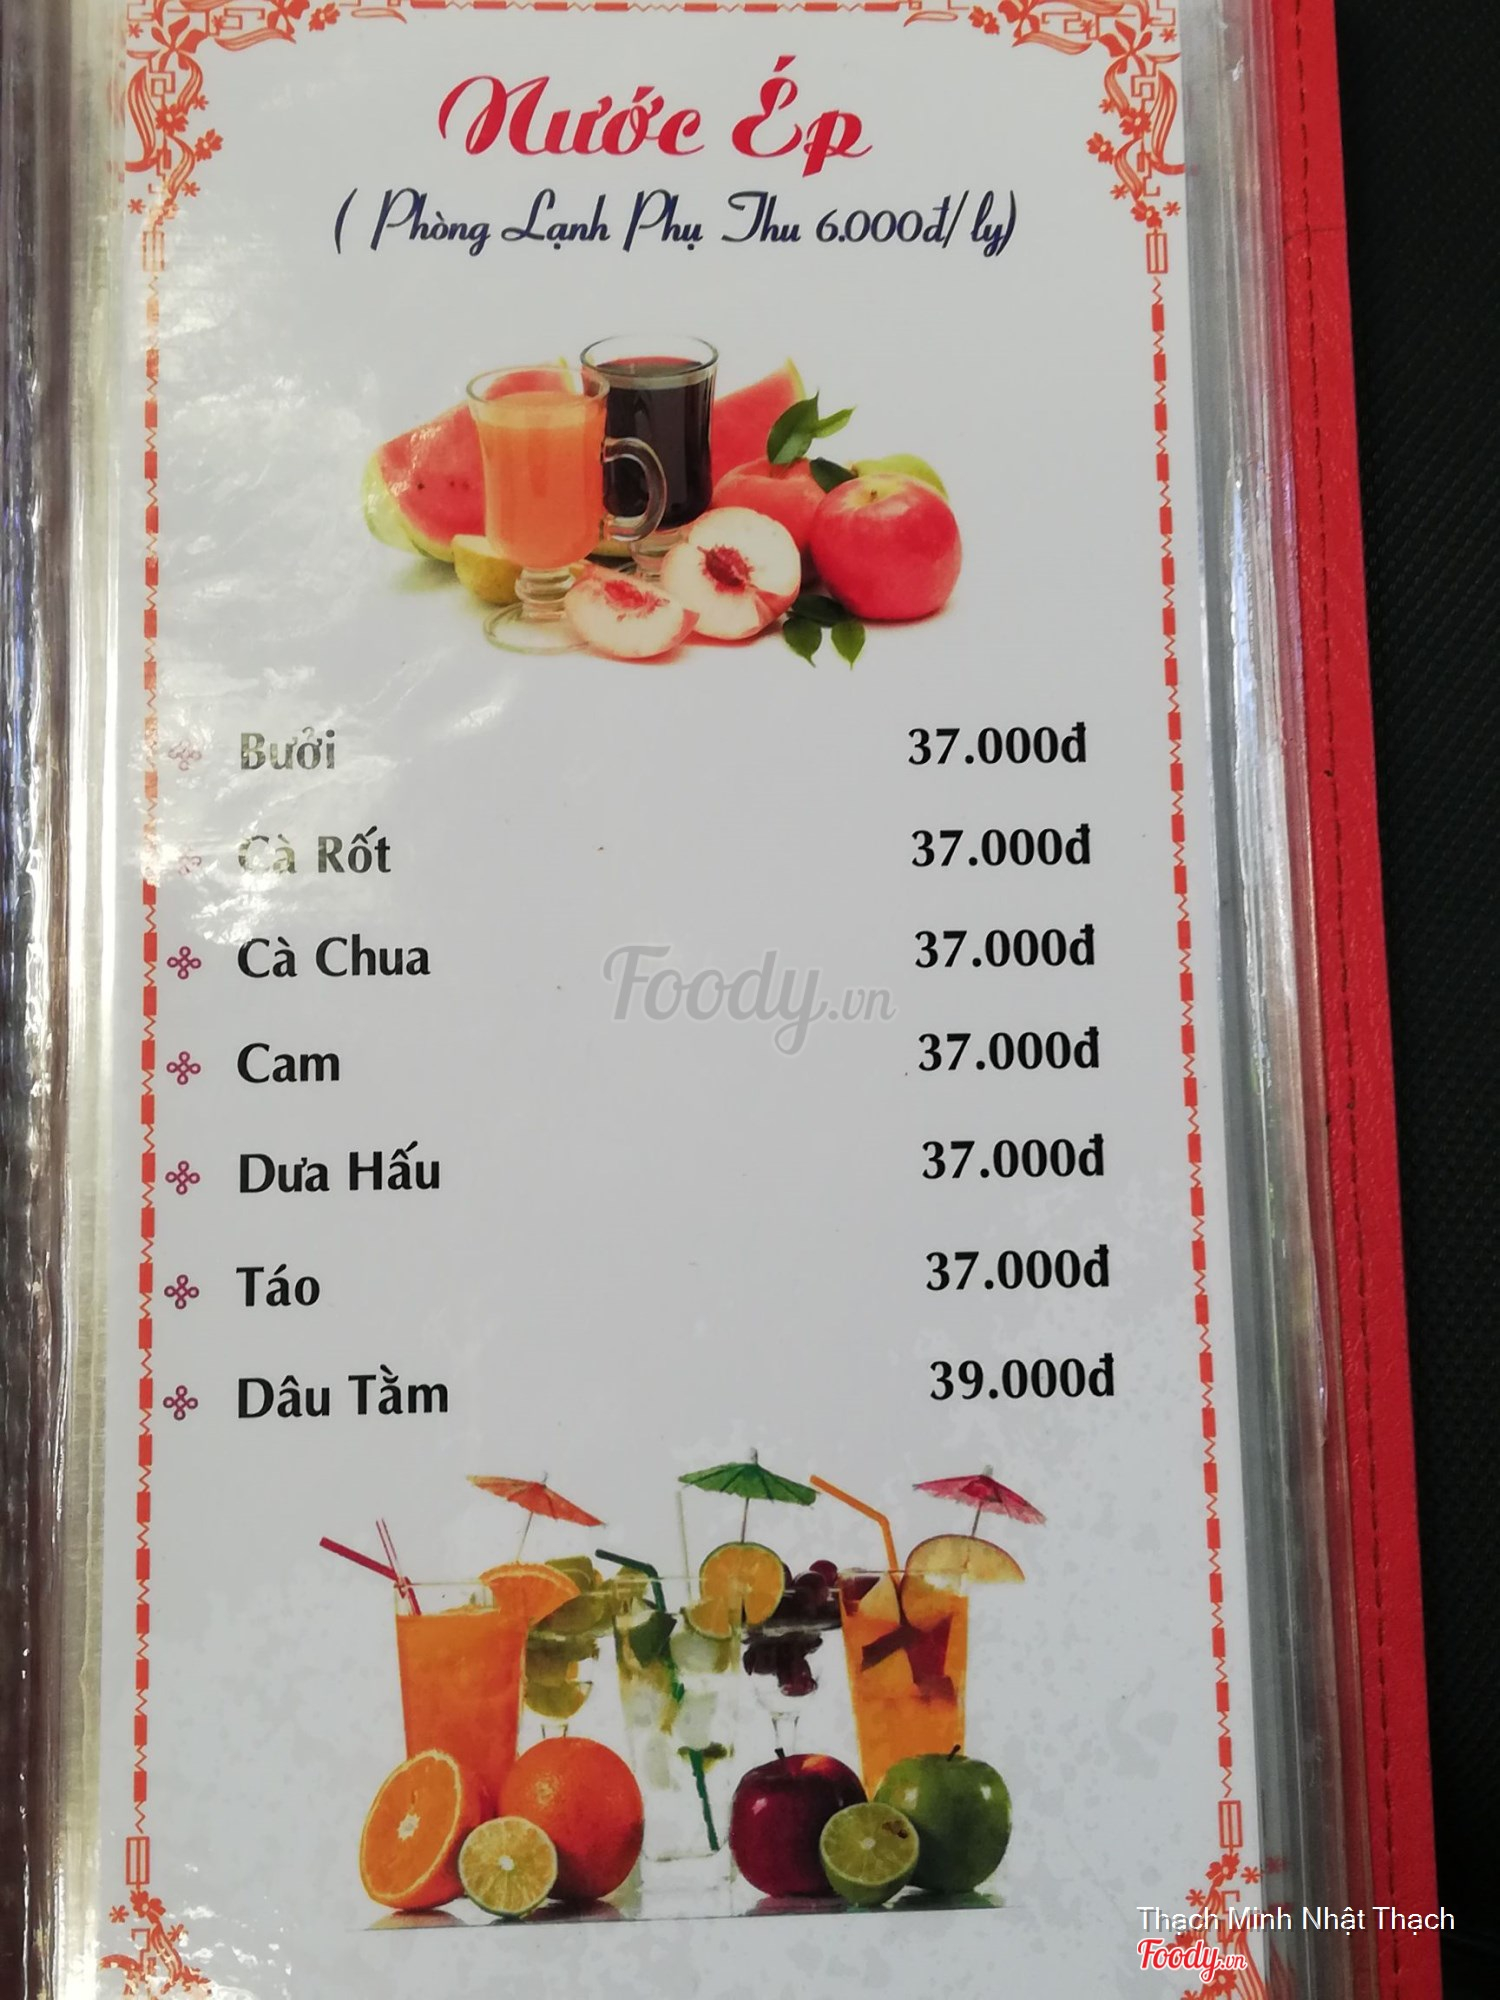 Nước Ép
( Phòng Lạnh Phụ Thu 6.000đ/ ly)
Bưởi 37.000đ
Cà Rốt 37.000đ
Cà Chua 37.000đ
Foody.vn
Cam 37.000đ
Dưa Hấu 37.000đ
Táo 37.000đ
Dâu Tằm 39.000đ
Thach Minh Nhật Thạch
Foody.vn